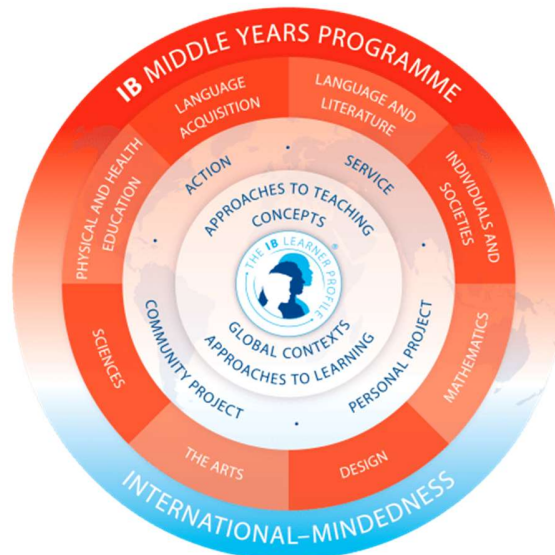 IB MIDDLE YEARS PROGRAMME
LANGUAGE
ACQUISITION
LANGUAGE AND
LITERATURE
PHYSICAL AND HEALTH
EDUCATION
INDIVIDUALS AND
SOCIETIES
SCIENCES
MATHEMATICS
THE ARTS
DESIGN
ACTION
SERVICE
COMMUNITY PROJECT
PERSONAL PROJECT
APPROACHES TO TEACHING
CONCEPTS
THE IB LEARNER PROFILE
®
GLOBAL CONTEXTS
APPROACHES TO LEARNING
INTERNATIONAL–MINDEDNESS